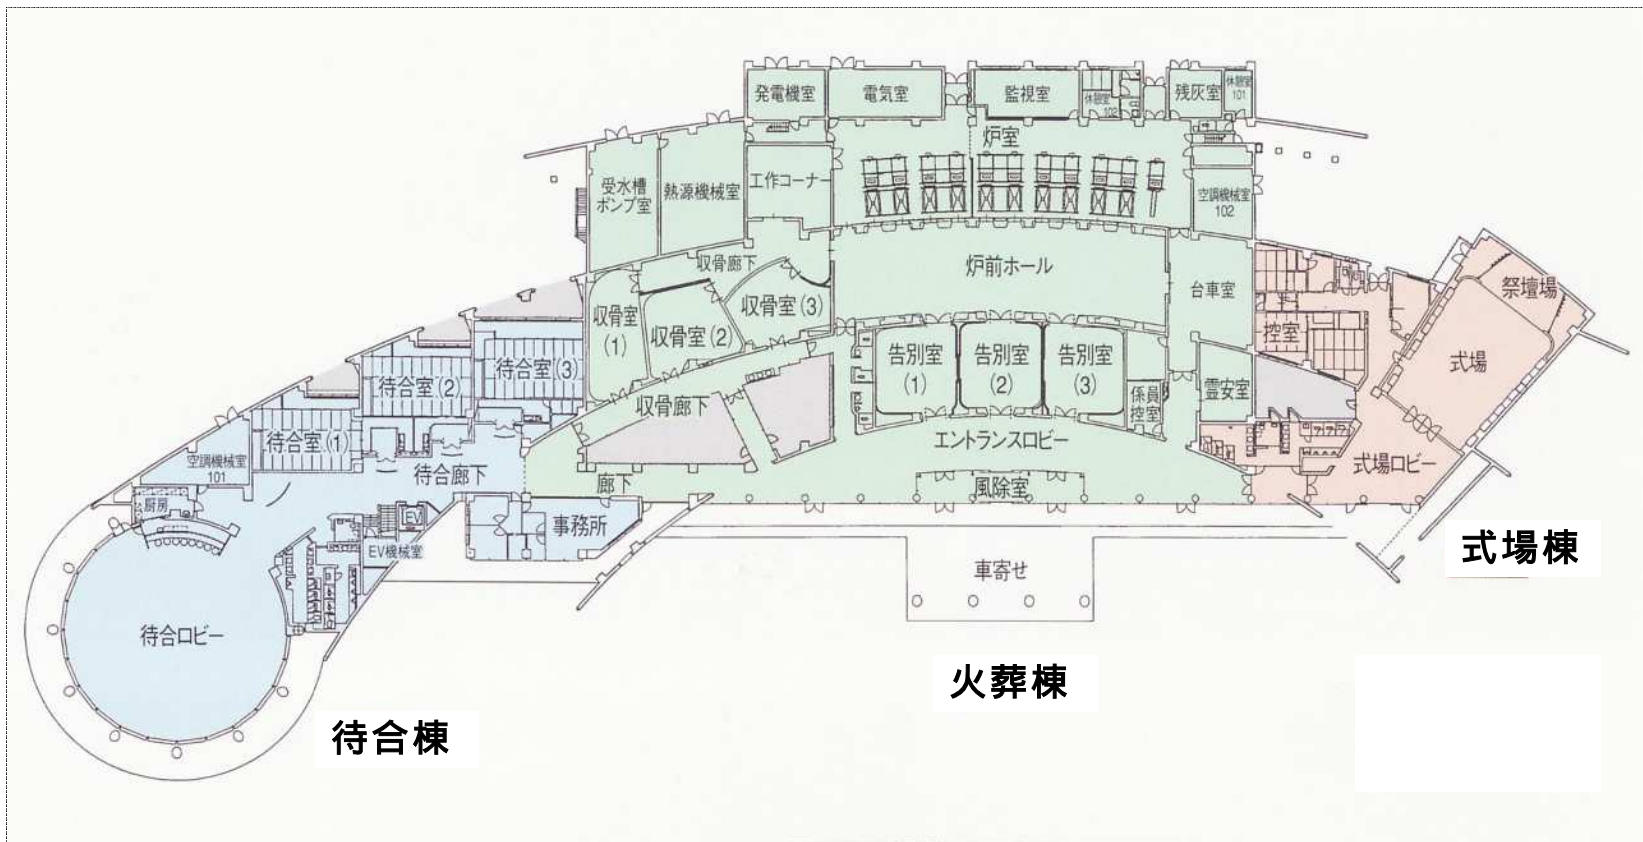 発電機室
電気室
監視室
休憩室
102
残灰室
休憩室
101
炉室
受水槽
ポンプ室
熱源機械室
工作コーナー
空調機械室
102
収骨廊下
炉前ホール
台車室
祭壇場
収骨室
(1)
収骨室(2)
収骨室(3)
控室
式場
告別室
(1)
告別室
(2)
告別室
(3)
係員
控室
霊安室
待合室(1)
待合室(2)
待合室(3)
収骨廊下
エントランスロビー
式場ロビー
空調機械室
101
待合廊下
廊下
風除室
厨房
EV
EV機械室
事務所
車寄せ
式場棟
待合ロビー
火葬棟
待合棟